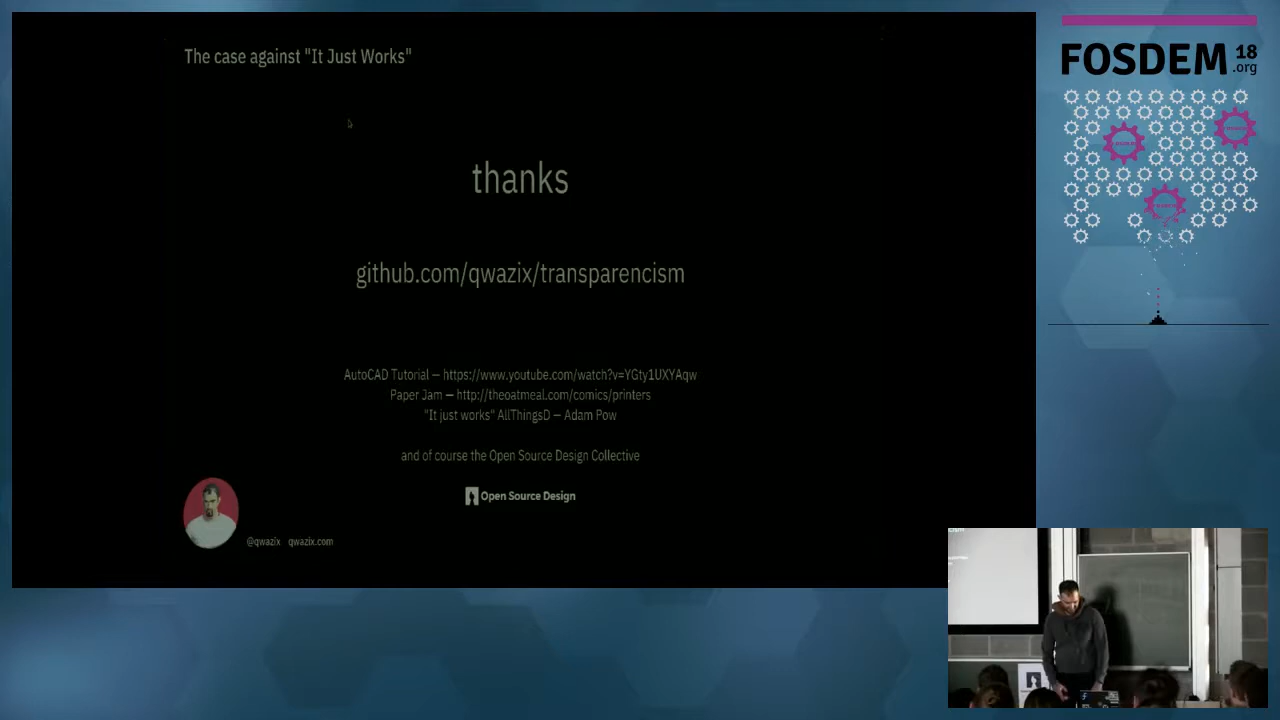 The case against "It Just Works"
thanks
github.com/qwazix/transparencism
AutoCAD Tutorial — https://www.youtube.com/watch?v=YGty1UXYAqw
Paper Jam — http://theoatmeal.com/comics/printers
"It just works" AllThingsD — Adam Pow
and of course the Open Source Design Collective
Open Source Design
@qwazix qwazix.com
FOSDEM 18
.org